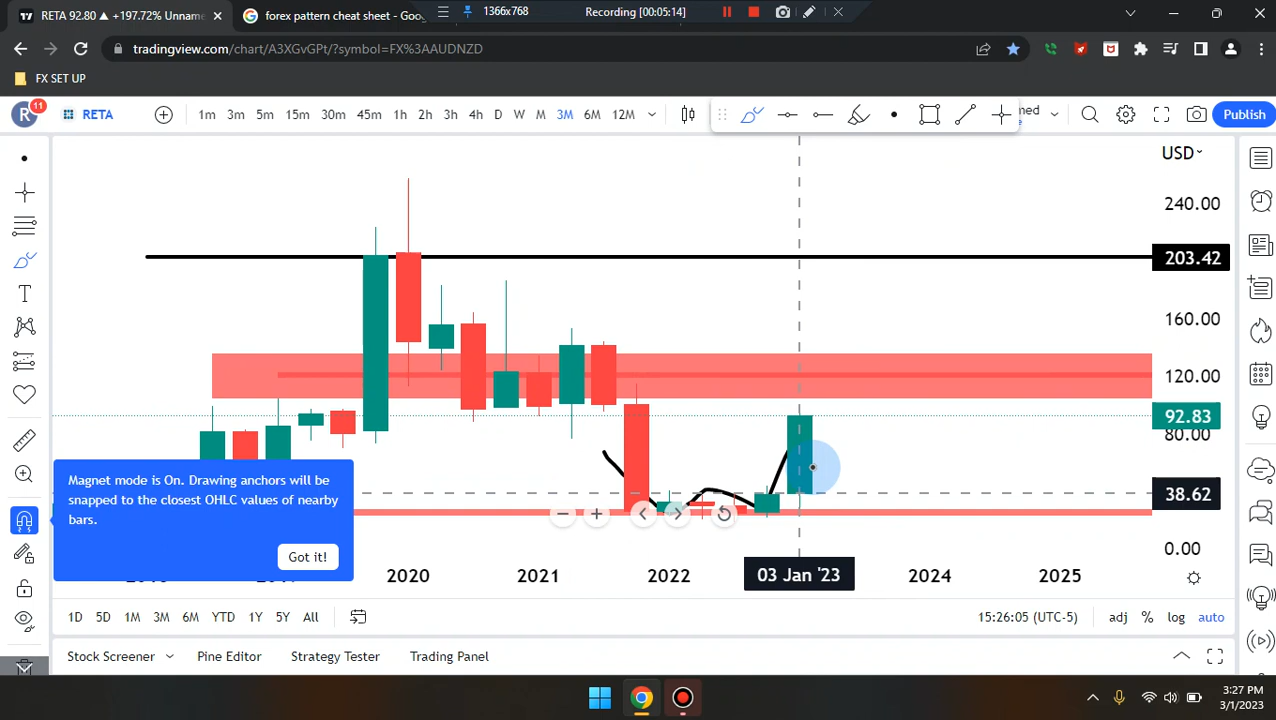 RETA 92.80 ▲ +197.72% Unname
forex pattern cheat sheet - Goog
1366x768
Recording [00:05:14]
tradingview.com/chart/A3XGvGPt/?symbol=FX%3AAUDNZD
FX SET UP
R
11
RETA
1m 3m 5m 15m 30m 45m 1h 2h 3h 4h D W M 3M 6M 12M
med
Publish
USD
240.00
203.42
160.00
120.00
92.83
80.00
38.62
0.00
Magnet mode is On. Drawing anchors will be
snapped to the closest OHLC values of nearby
bars.
Got it!
2020 2021 2022 03 Jan '23 2024 2025
1D 5D 1M 3M 6M YTD 1Y 5Y All
15:26:05 (UTC-5) adj % log auto
Stock Screener Pine Editor Strategy Tester Trading Panel
3:27 PM
3/1/2023